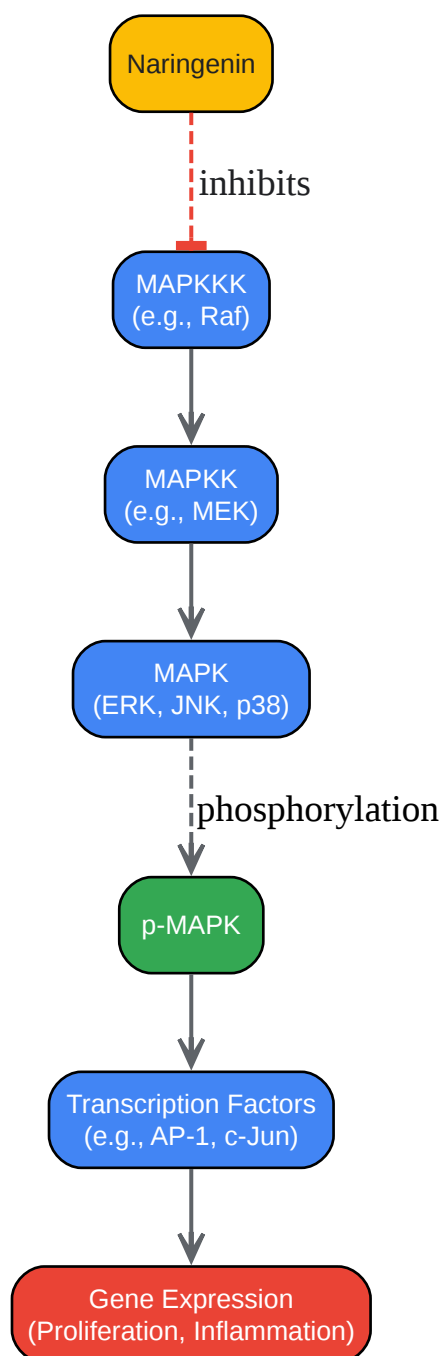 Naringenin
inhibits
MAPKKK
(e.g., Raf)
MAPKK
(e.g., MEK)
MAPK
(ERK, JNK, p38)
phosphorylation
p-MAPK
Transcription Factors
(e.g., AP-1, c-Jun)
Gene Expression
(Proliferation, Inflammation)